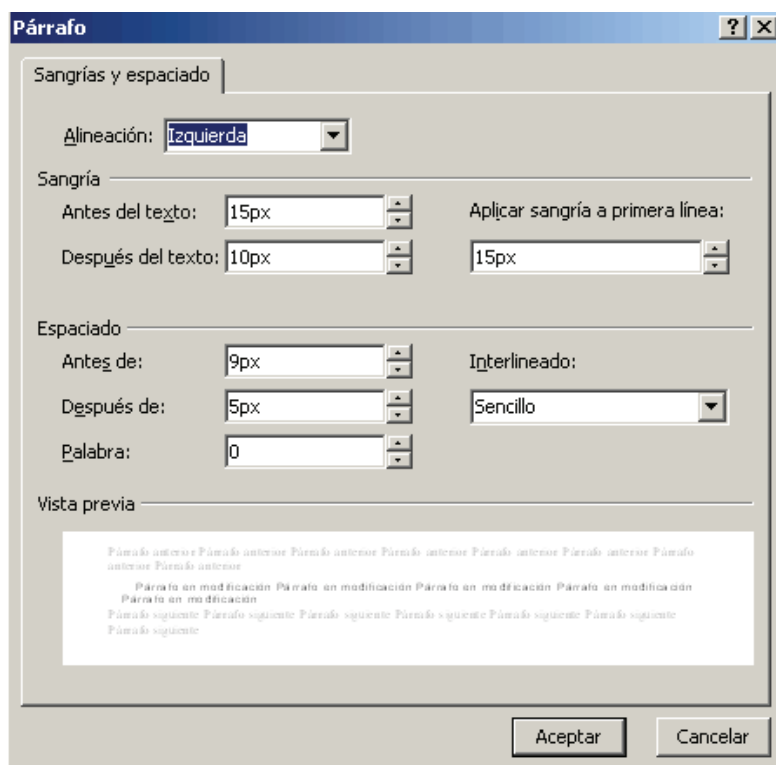 Párrafo
Sangrías y espaciado
Alineación: Izquierda
Sangría
Antes del texto: 15px Aplicar sangría a primera línea:
Después del texto: 10px 15px
Espaciado
Antes de: 9px Interlineado:
Después de: 5px Sencillo
Palabra: 0
Vista previa
Párrafo anterior Párrafo anterior Párrafo anterior Párrafo anterior Párrafo anterior Párrafo anterior Párrafo
anterior Párrafo anterior
Párrafo en modificación Párrafo en modificación Párrafo en modificación Párrafo en modificación
Párrafo en modificación
Párrafo siguiente Párrafo siguiente Párrafo siguiente Párrafo siguiente Párrafo siguiente Párrafo siguiente
Párrafo siguiente
Aceptar Cancelar